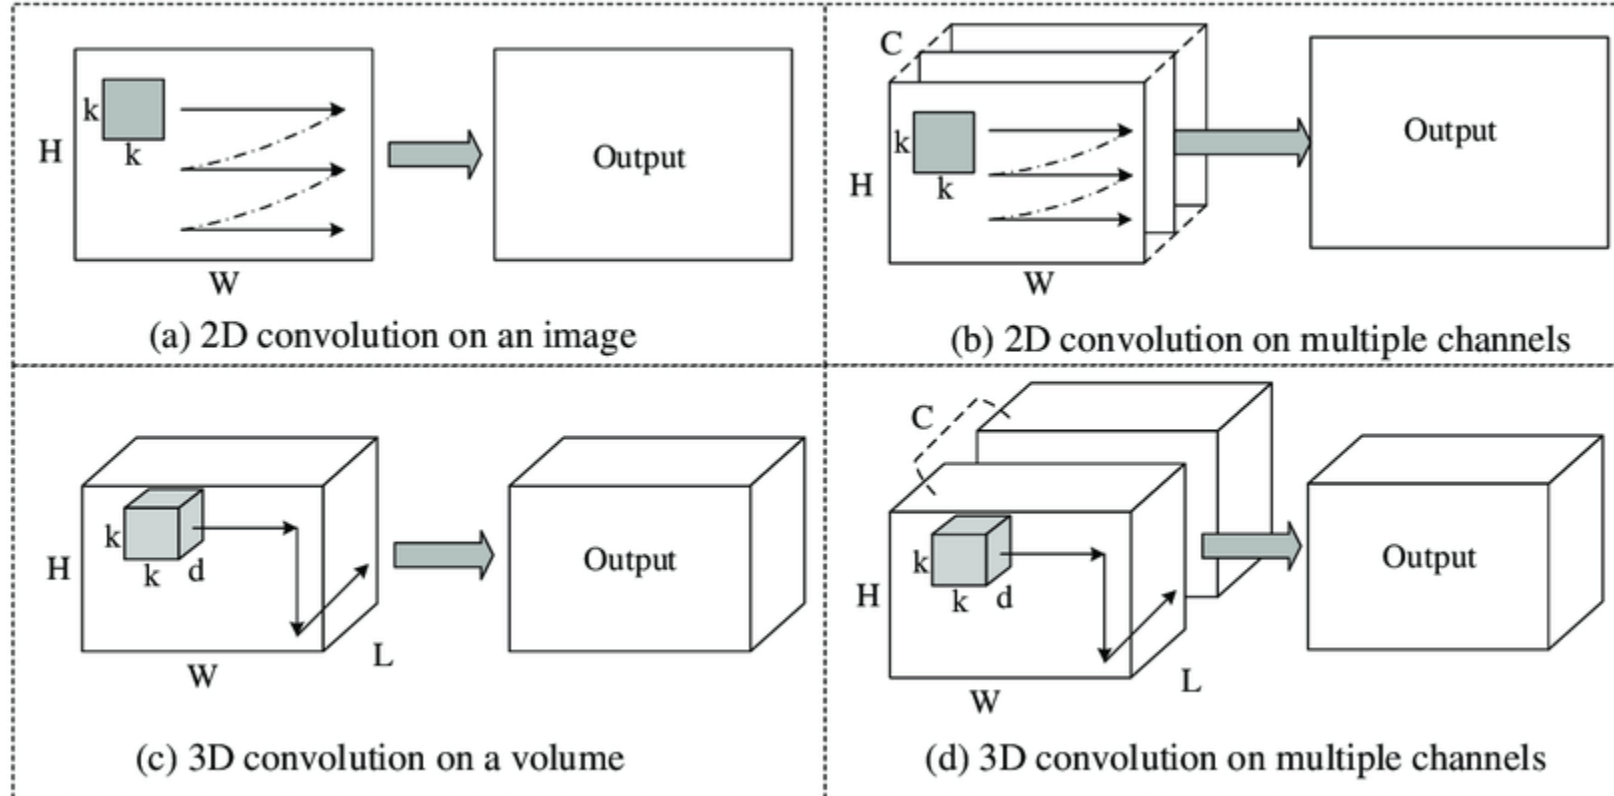 k
k
H
W
Output
(a) 2D convolution on an image
C
k
k
H
W
Output
(b) 2D convolution on multiple channels
k
k
d
H
W
L
Output
(c) 3D convolution on a volume
C
k
k
d
H
W
L
Output
(d) 3D convolution on multiple channels